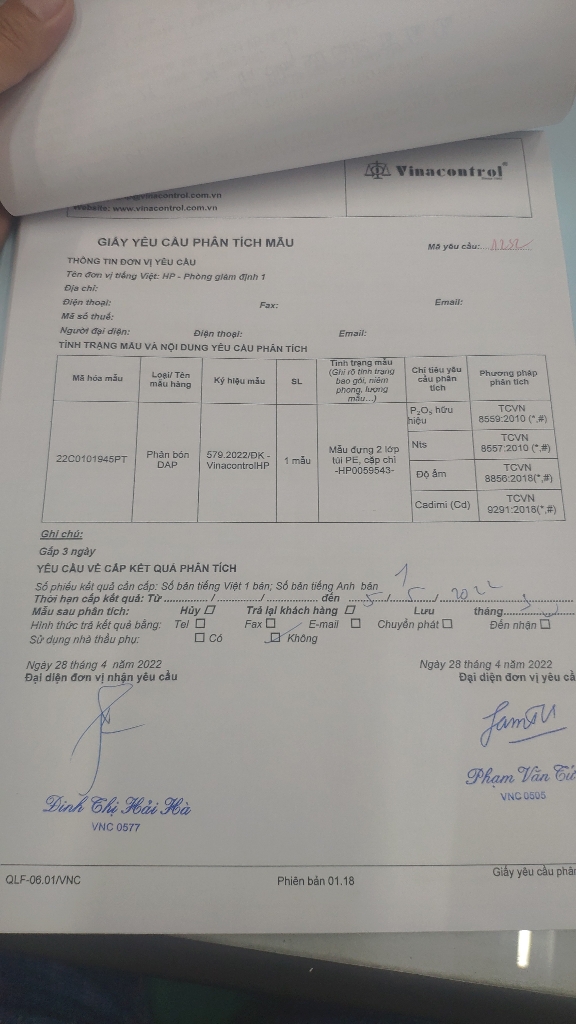 Vinacontrol®
@vinacontrol.com.vn
Website: www.vinacontrol.com.vn
GIẤY YÊU CẦU PHÂN TÍCH MẪU
Mã yêu cầu:....
THÔNG TIN ĐƠN VỊ YÊU CẦU
Tên đơn vị tiếng Việt: HP - Phòng giám định 1
Địa chỉ:
Điện thoại: Fax: Email:
Mã số thuế:
Người đại diện: Điện thoại: Email:
TÌNH TRẠNG MẪU VÀ NỘI DUNG YÊU CẦU PHÂN TÍCH
Mã hóa mẫu | Loại/ Tên mẫu hàng | Ký hiệu mẫu | SL | Tình trạng mẫu (Ghi rõ tình trạng bao gói, niêm phong, lượng mẫu...) | Chỉ tiêu yêu cầu phân tích | Phương pháp phân tích
22C0101945PT | Phân bón DAP | 579.2022/ĐK - VinacontrolHP | 1 mẫu | Mẫu đựng 2 lớp túi PE, cặp chì -HP0059543- | P₂O₅ hữu hiệu | TCVN 8559:2010 (*,#)
Nts | TCVN 8557:2010 (*,#)
Độ ẩm | TCVN 8856:2018(*,#)
Cadimi (Cd) | TCVN 9291:2018(*,#)
Ghi chú:
Gấp 3 ngày
YÊU CẦU VỀ CẤP KẾT QUẢ PHÂN TÍCH
1
Số phiếu kết quả cần cấp: Số bản tiếng Việt 1 bản; Số bản tiếng Anh bản
Thời hạn cấp kết quả: Từ ............../............../.............. đến ...5.../...5.../...2022...
Mẫu sau phân tích: Hủy ☐ Trả lại khách hàng ☐ Lưu tháng...3...
Hình thức trả kết quả bằng: Tel ☐ Fax ☐ E-mail ☐ Chuyển phát ☐ Đến nhận ☐
Sử dụng nhà thầu phụ: ☐ Có ☑ Không
Ngày 28 tháng 4 năm 2022
Đại diện đơn vị nhận yêu cầu
Ngày 28 tháng 4 năm 2022
Đại diện đơn vị yêu cầ
Đinh Thị Hải Hà
VNC 0577
Phạm Văn Tứ
VNC 0605
QLF-06.01/VNC
Phiên bản 01.18
Giấy yêu cầu phân